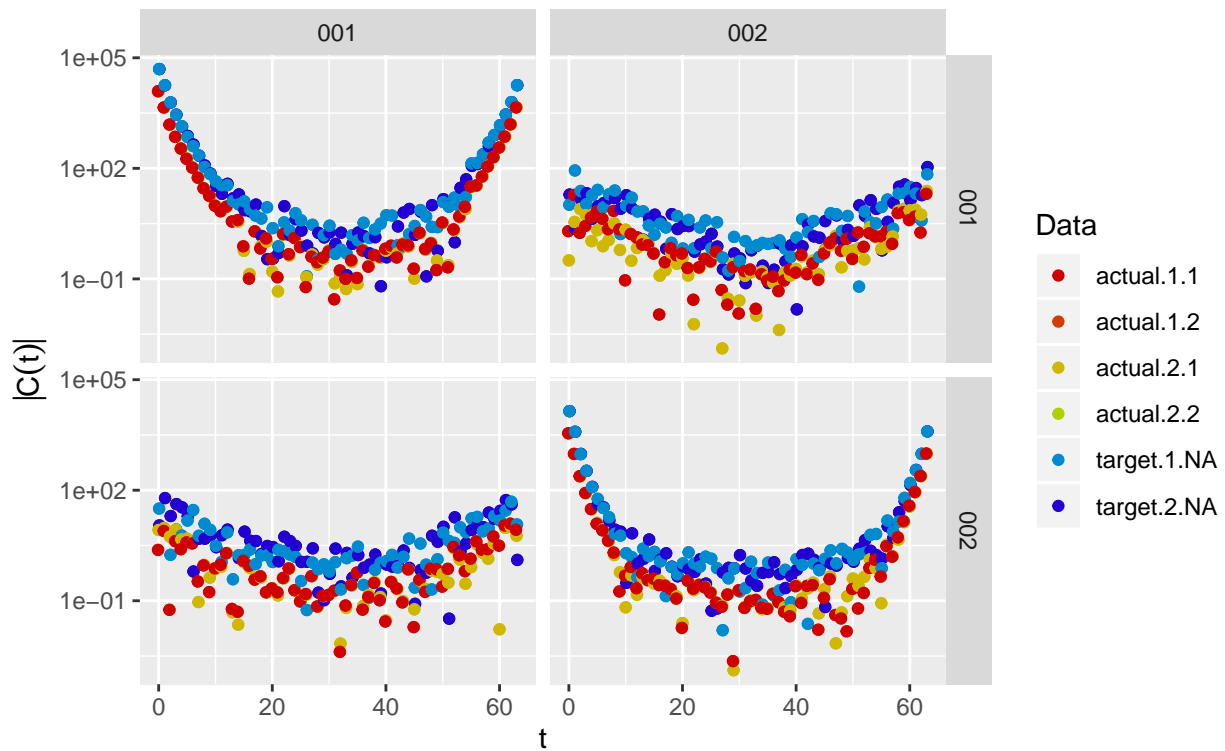 001
002
1e+05
1e+02
1e−01
001
1e+05
1e+02
1e−01
002
0
20
40
60
0
20
40
60
t
|C(t)|
Data
actual.1.1
actual.1.2
actual.2.1
actual.2.2
target.1.NA
target.2.NA